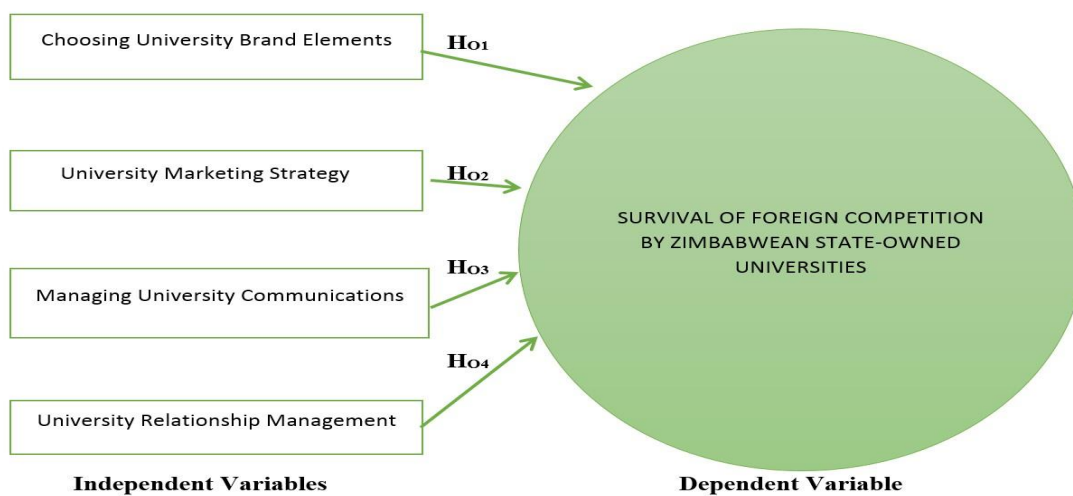 Choosing University Brand Elements
Ho1
University Marketing Strategy
Ho2
Managing University Communications
Ho3
University Relationship Management
Ho4
SURVIVAL OF FOREIGN COMPETITION
BY ZIMBABWEAN STATE-OWNED
UNIVERSITIES
Independent Variables
Dependent Variable